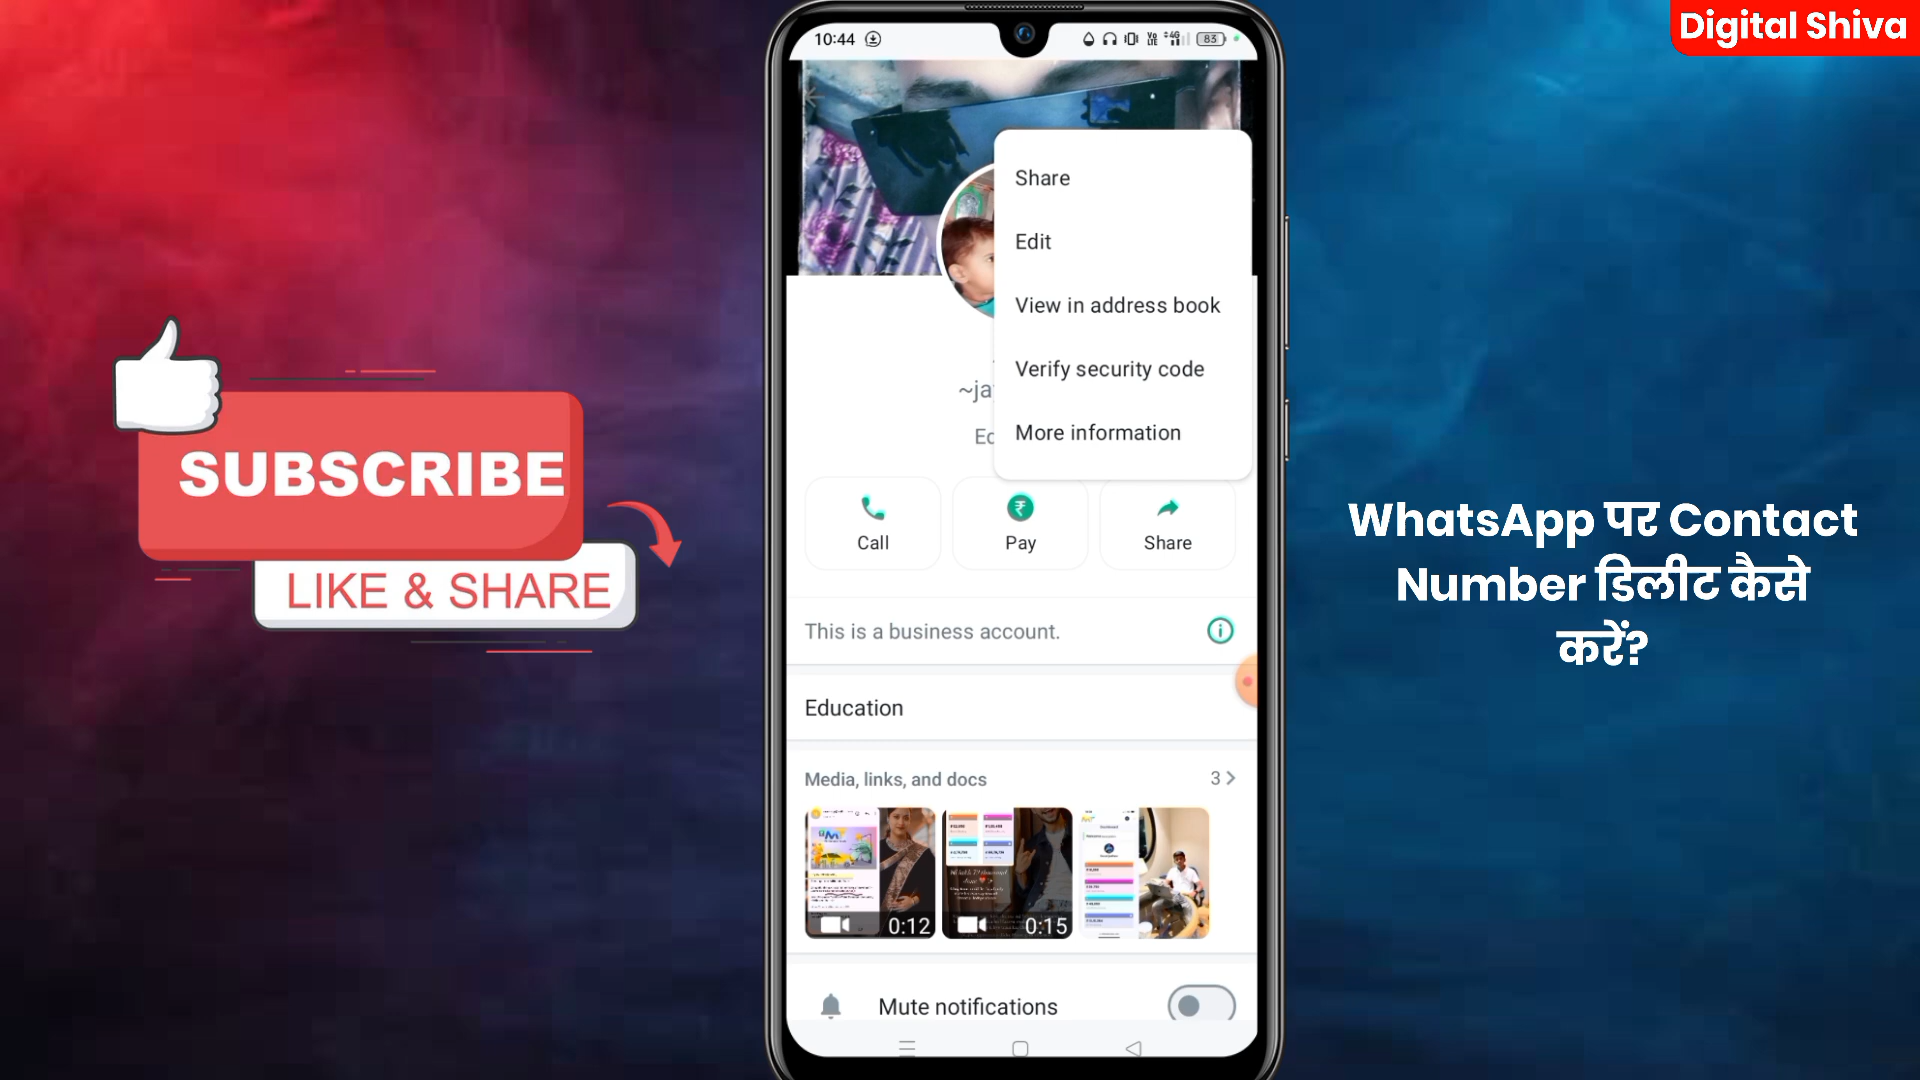 Digital Shiva
10:44
83
Share
Edit
View in address book
Verify security code
More information
~ja
Call
Pay
Share
This is a business account.
Education
Media, links, and docs
3
0:12
0:15
Mute notifications
SUBSCRIBE
LIKE & SHARE
WhatsApp पर Contact
Number डिलीट कैसे
करें?